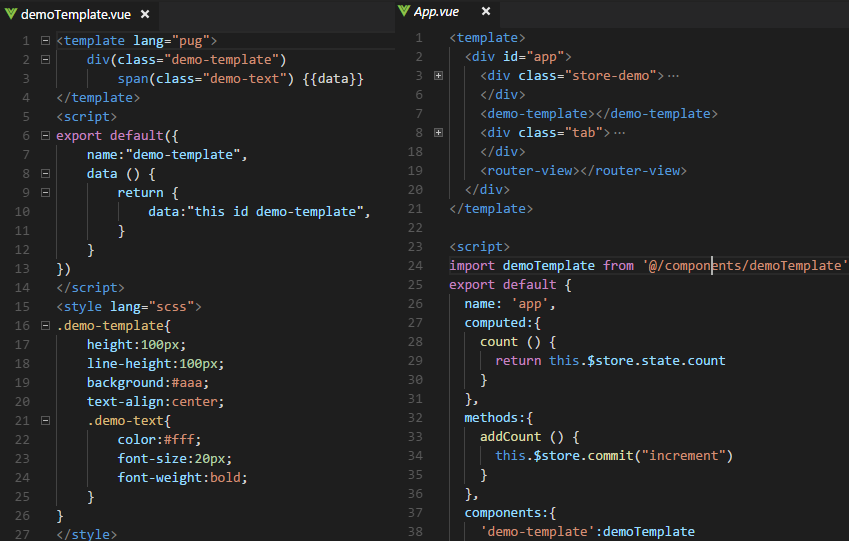 demoTemplate.vue
1 <template lang="pug">
2 div(class="demo-template")
3 span(class="demo-text") {{data}}
4 </template>
5 <script>
6 export default({
7 name:"demo-template",
8 data () {
9 return {
10 data:"this id demo-template",
11 }
12 }
13 })
14 </script>
15 <style lang="scss">
16 .demo-template{
17 height:100px;
18 line-height:100px;
19 background:#aaa;
20 text-align:center;
21 .demo-text{
22 color:#fff;
23 font-size:20px;
24 font-weight:bold;
25 }
26 }
27 </style>
App.vue
1 <template>
2 <div id="app">
3 <div class="store-demo">…
6 </div>
7 <demo-template></demo-template>
8 <div class="tab">…
18 </div>
19 <router-view></router-view>
20 </div>
21 </template>
22
23 <script>
24 import demoTemplate from '@/components/demoTemplate'
25 export default {
26 name: 'app',
27 computed:{
28 count () {
29 return this.$store.state.count
30 }
31 },
32 methods:{
33 addCount () {
34 this.$store.commit("increment")
35 }
36 },
37 components:{
38 'demo-template':demoTemplate